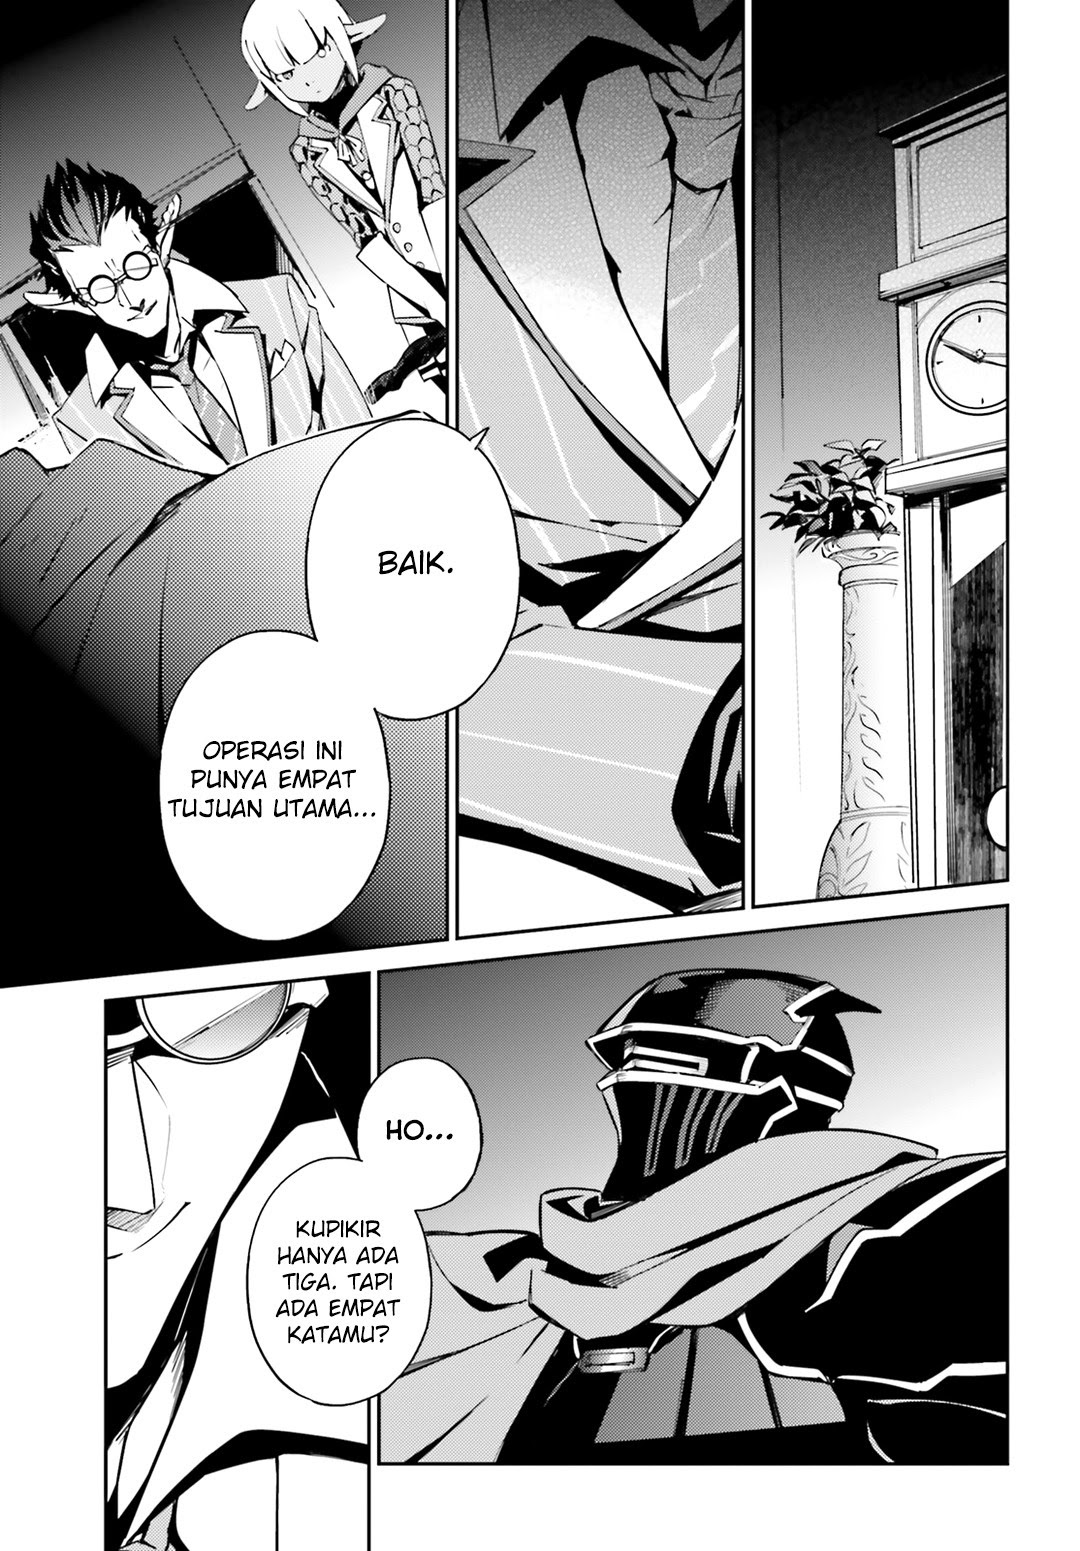 BAIK.
OPERASI INI
PUNYA EMPAT
TUJUAN UTAMA...
HO...
KUPIKIR
HANYA ADA
TIGA. TAPI
ADA EMPAT
KATAMU?